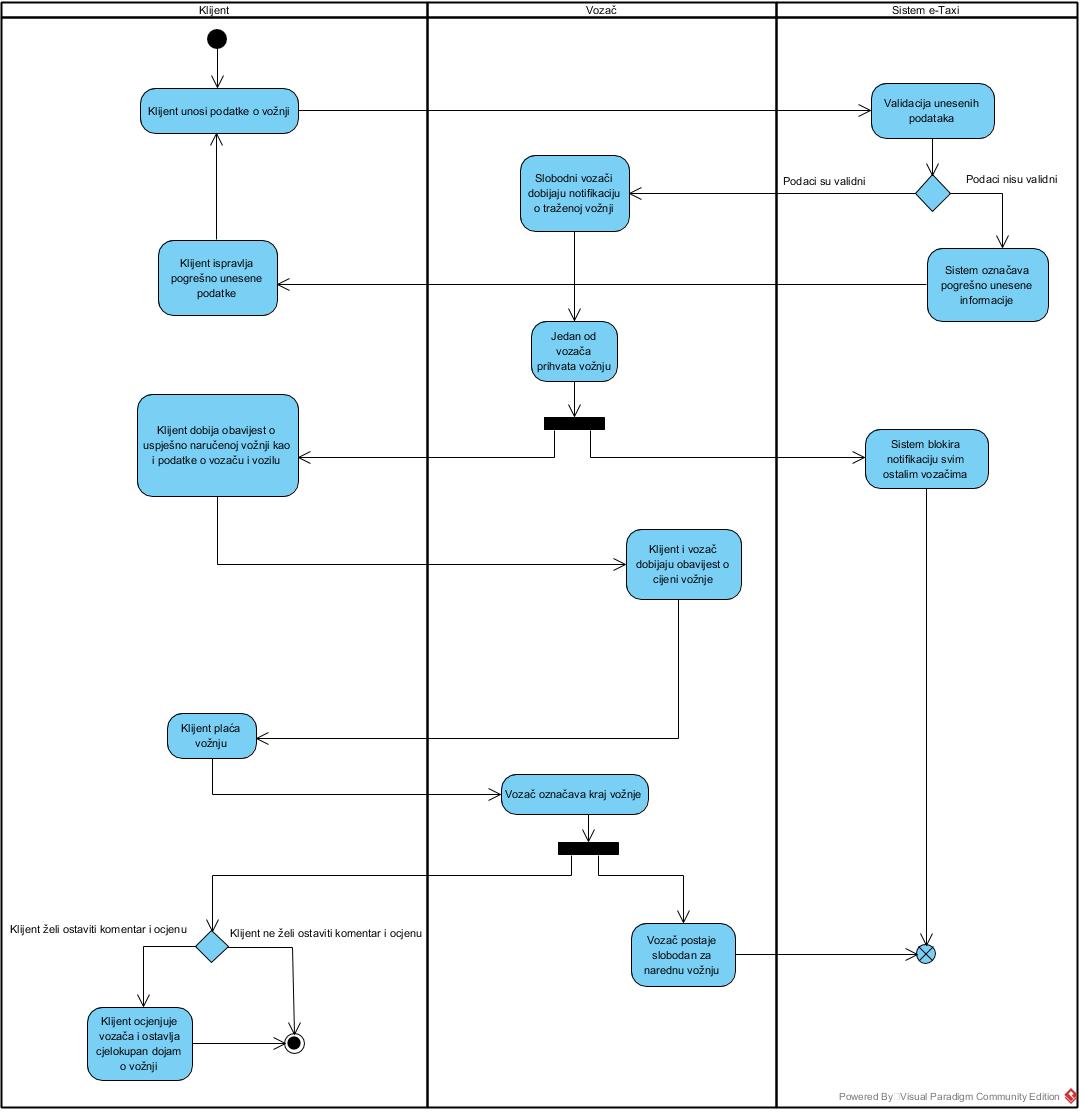 Klijent
Vozač
Sistem e-Taxi
Klijent unosi podatke o vožnji
Validacija unesenih
podataka
Podaci su validni
Podaci nisu validni
Slobodni vozači
dobijaju notifikaciju
o traženoj vožnji
Klijent ispravlja
pogrešno unesene
podatke
Sistem označava
pogrešno unesene
informacije
Jedan od
vozača
prihvata vožnju
Klijent dobija obavijest o
uspješno naručenoj vožnji kao
i podatke o vozaču i vozilu
Sistem blokira
notifikaciju svim
ostalim vozačima
Klijent i vozač
dobijaju obavijest o
cijeni vožnje
Klijent plaća
vožnju
Vozač označava kraj vožnje
Klijent želi ostaviti komentar i ocjenu
Klijent ne želi ostaviti komentar i ocjenu
Vozač postaje
slobodan za
narednu vožnju
Klijent ocjenjuje
vozača i ostavlja
cjelokupan dojam
o vožnji
Powered By Visual Paradigm Community Edition